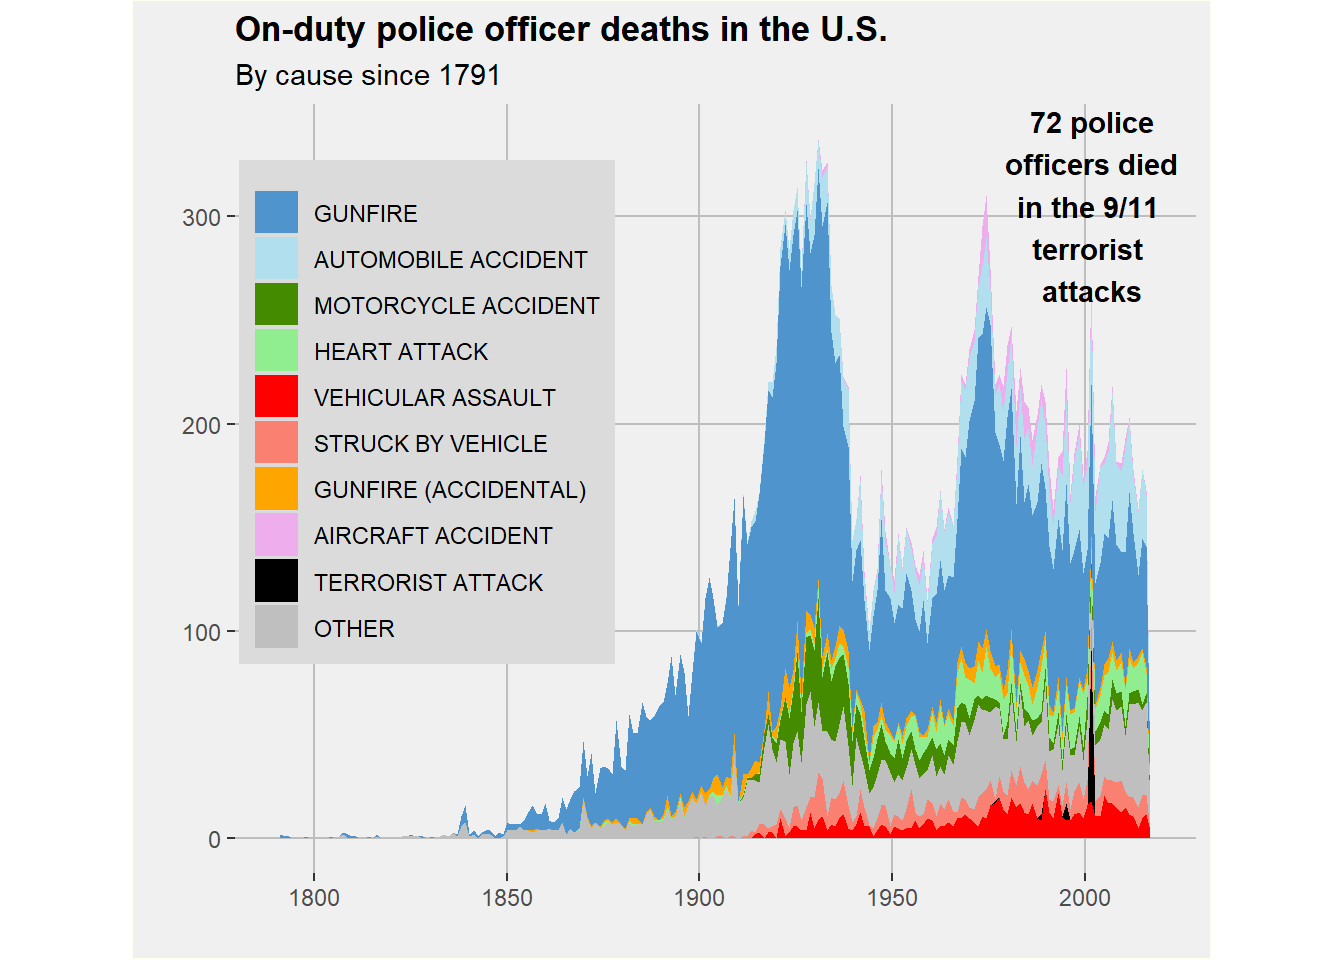 On-duty police officer deaths in the U.S.
By cause since 1791
72 police
officers died
in the 9/11
terrorist
attacks
GUNFIRE
AUTOMOBILE ACCIDENT
MOTORCYCLE ACCIDENT
HEART ATTACK
VEHICULAR ASSAULT
STRUCK BY VEHICLE
GUNFIRE (ACCIDENTAL)
AIRCRAFT ACCIDENT
TERRORIST ATTACK
OTHER
300
200
100
0
1800
1850
1900
1950
2000